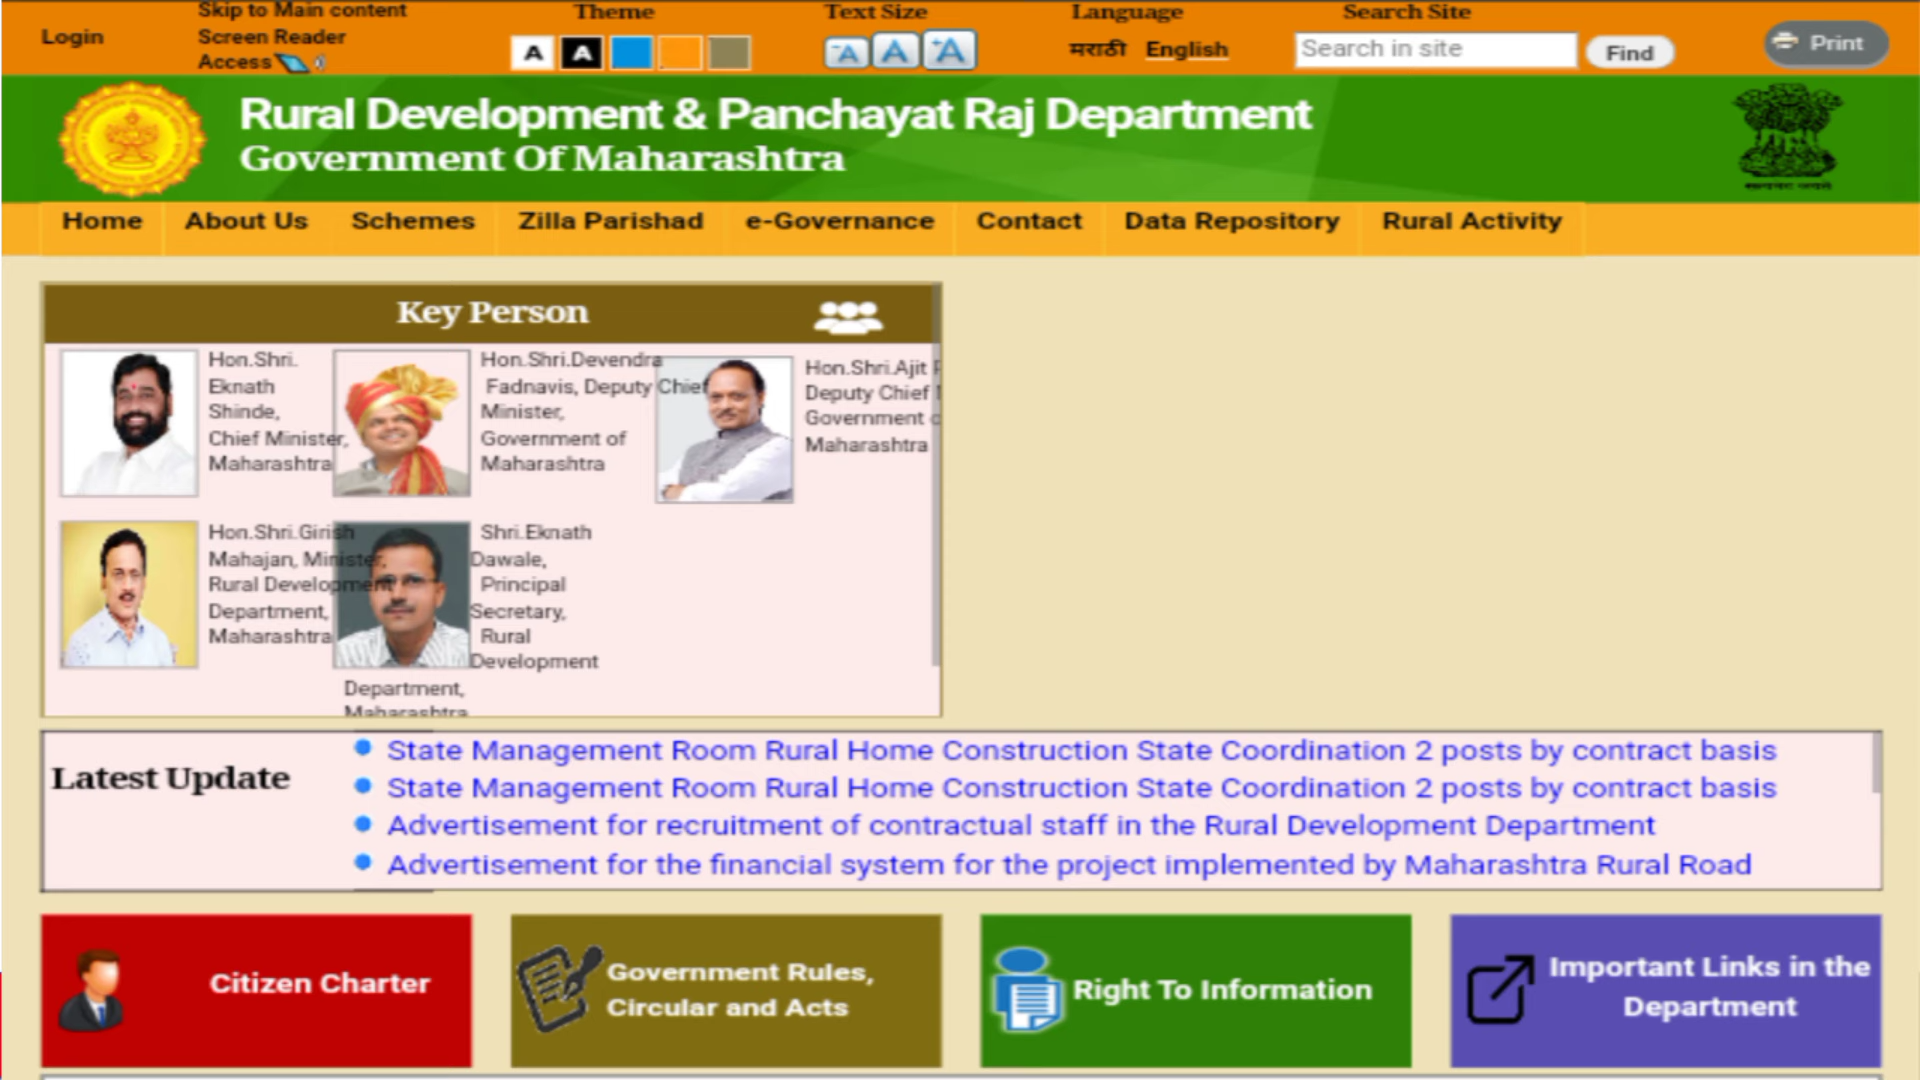 Login
Skip to Main content
Screen Reader
Access
Theme
A A
Text Size
-A A +A
Language
मराठी English
Search Site
Search in site
Find
Print
Rural Development & Panchayat Raj Department
Government Of Maharashtra
Home About Us Schemes Zilla Parishad e-Governance Contact Data Repository Rural Activity
Key Person
Hon.Shri.
Eknath
Shinde,
Chief Minister,
Maharashtra
Hon.Shri.Devendra
Fadnavis, Deputy Chief
Minister,
Government of
Maharashtra
Hon.Shri.Ajit
Deputy Chief
Government
Maharashtra
Hon.Shri.Girish
Mahajan, Minister,
Rural Development
Department,
Maharashtra
Shri.Eknath
Dawale,
Principal
Secretary,
Rural
Development
Department,
Maharashtra
Latest Update
State Management Room Rural Home Construction State Coordination 2 posts by contract basis
State Management Room Rural Home Construction State Coordination 2 posts by contract basis
Advertisement for recruitment of contractual staff in the Rural Development Department
Advertisement for the financial system for the project implemented by Maharashtra Rural Road
Citizen Charter
Government Rules,
Circular and Acts
Right To Information
Important Links in the
Department